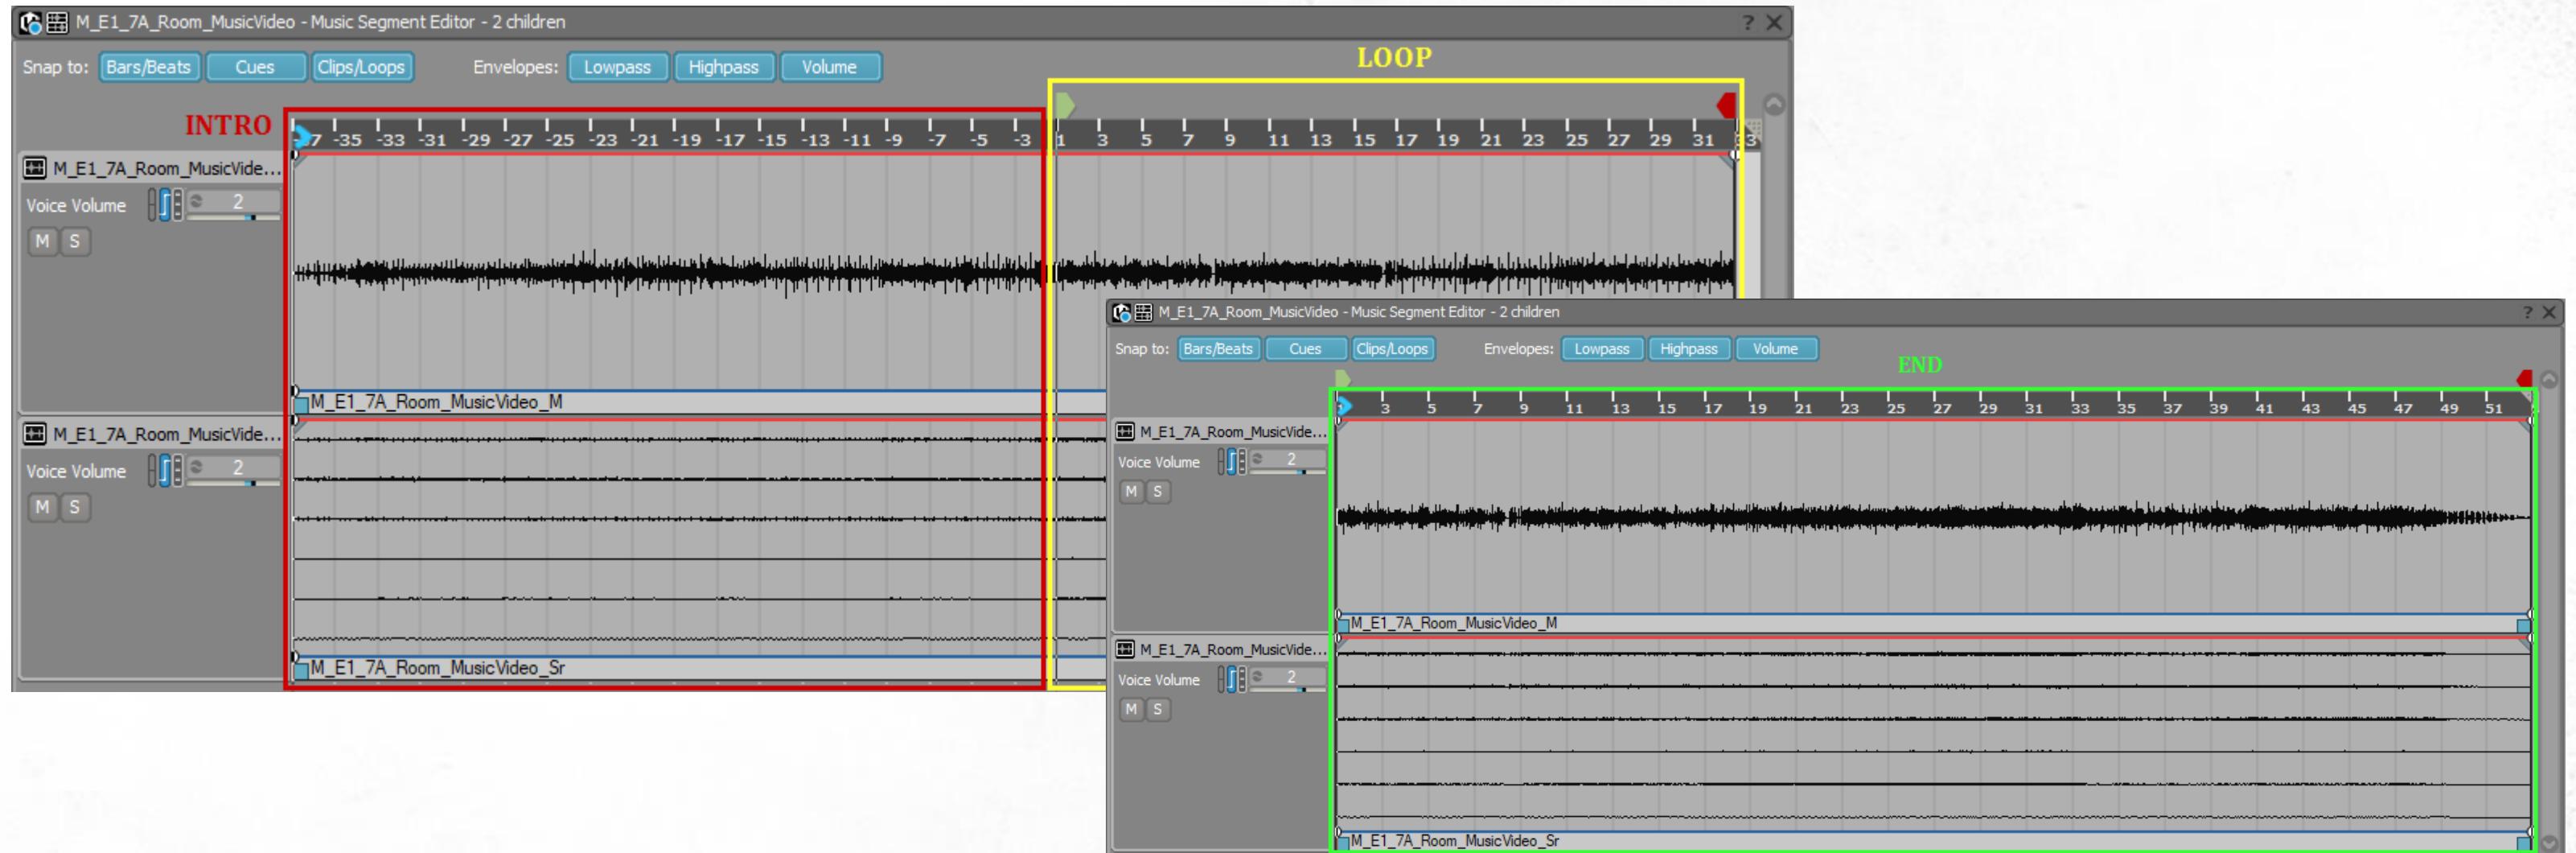 M_E1_7A_Room_MusicVideo - Music Segment Editor - 2 children ?
LOOP
Snap to: Bars/Beats Cues Clips/Loops Envelopes: Lowpass Highpass Volume
INTRO
-35 -33 -31 -29 -27 -25 -23 -21 -19 -17 -15 -13 -11 -9 -7 -5 -3 1 3 5 7 9 11 13 15 17 19 21 23 25 27 29 31
M_E1_7A_Room_MusicVide...
Voice Volume 2
M S
M_E1_7A_Room_MusicVideo_M
M_E1_7A_Room_MusicVide...
Voice Volume 2
M S
M_E1_7A_Room_MusicVideo_Sr
M_E1_7A_Room_MusicVideo - Music Segment Editor - 2 children ?
Snap to: Bars/Beats Cues Clips/Loops Envelopes: Lowpass Highpass Volume
END
3 5 7 9 11 13 15 17 19 21 23 25 27 29 31 33 35 37 39 41 43 45 47 49 51
M_E1_7A_Room_MusicVide...
Voice Volume 2
M S
M_E1_7A_Room_MusicVideo_M
M_E1_7A_Room_MusicVide...
Voice Volume 2
M S
M_E1_7A_Room_MusicVideo_Sr